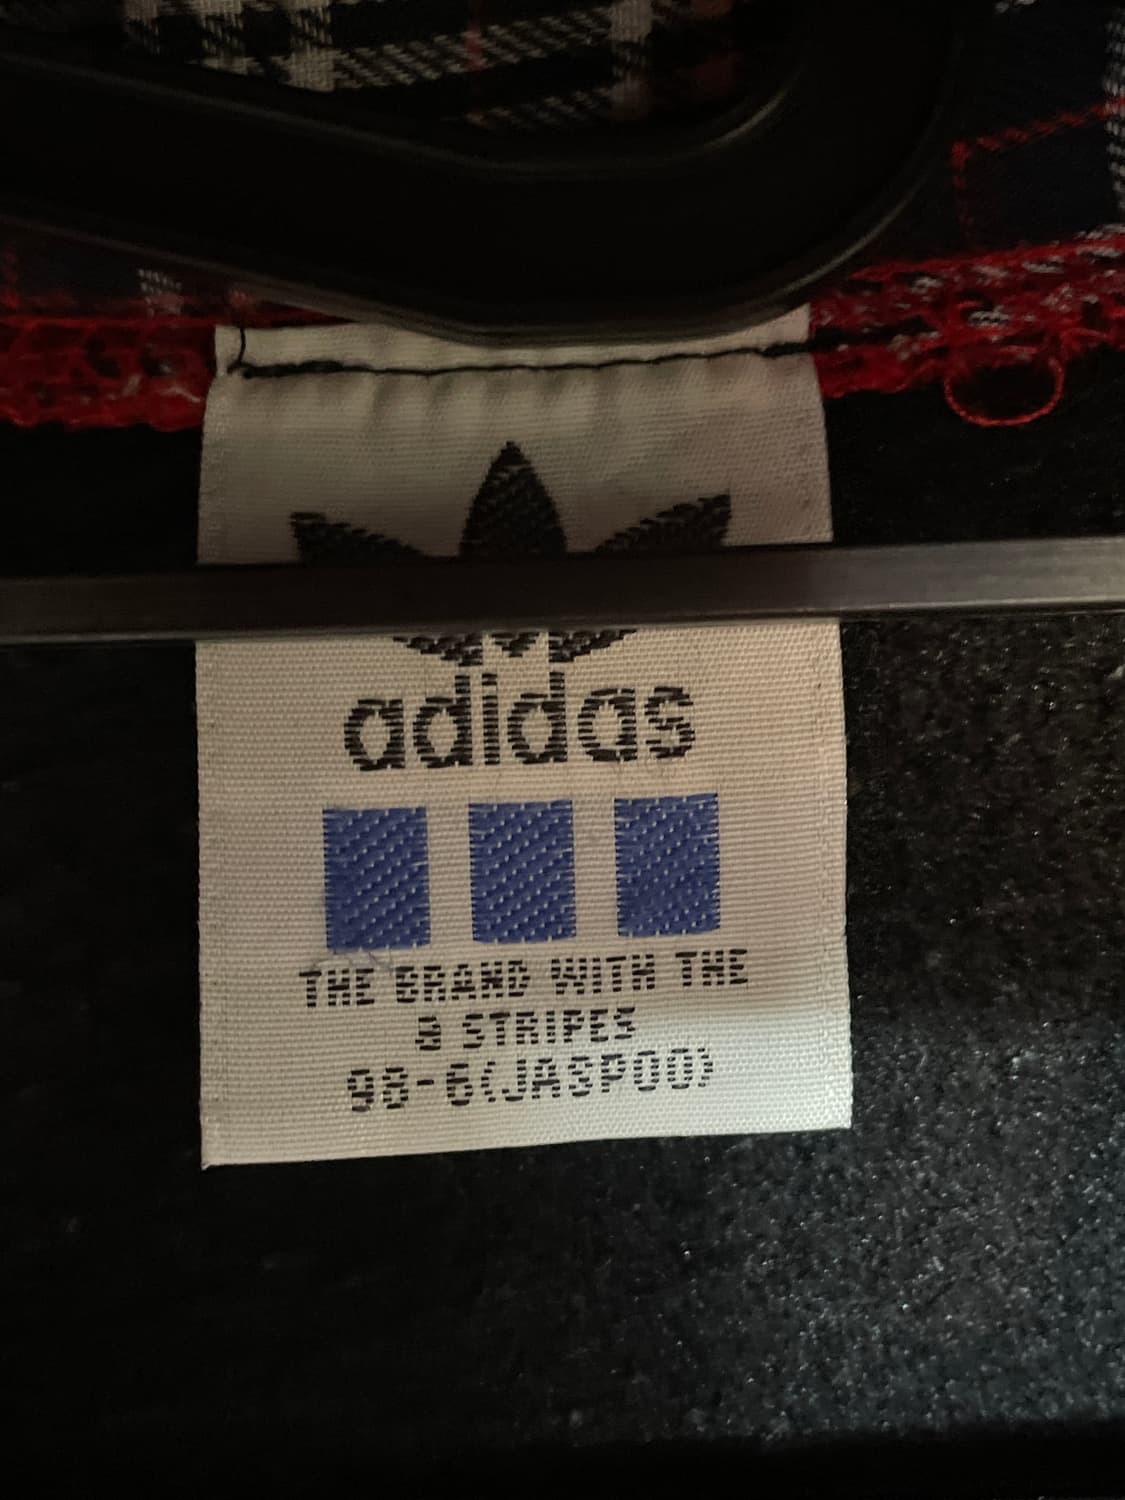 adidas
THE BRAND WITH THE
3 STRIPES
98-6(JASPOO)